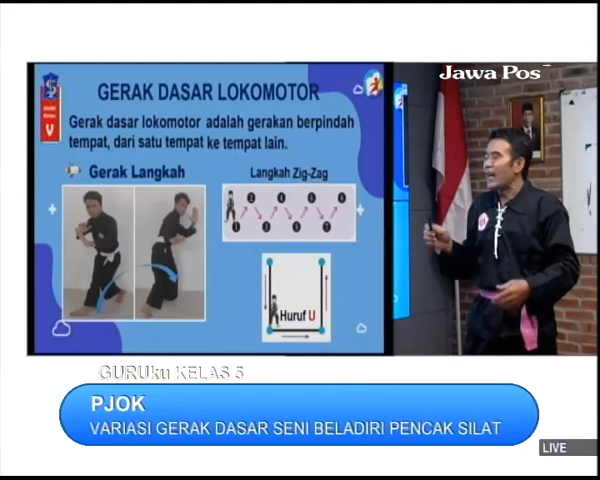 Jawa Pos
GERAK DASAR LOKOMOTOR
Gerak dasar lokomotor adalah gerakan berpindah
tempat, dari satu tempat ke tempat lain.
V
Gerak Langkah
Langkah Zig-Zag
Huruf U
GURUku KELAS 5
PJOK
VARIASI GERAK DASAR SENI BELADIRI PENCAK SILAT
LIVE